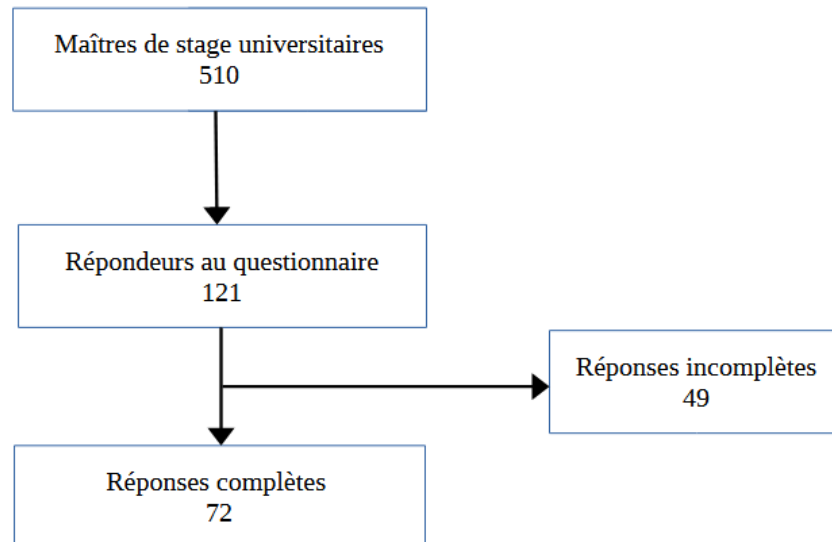 Maîtres de stage universitaires
510
Répondeurs au questionnaire
121
Réponses incomplètes
49
Réponses complètes
72